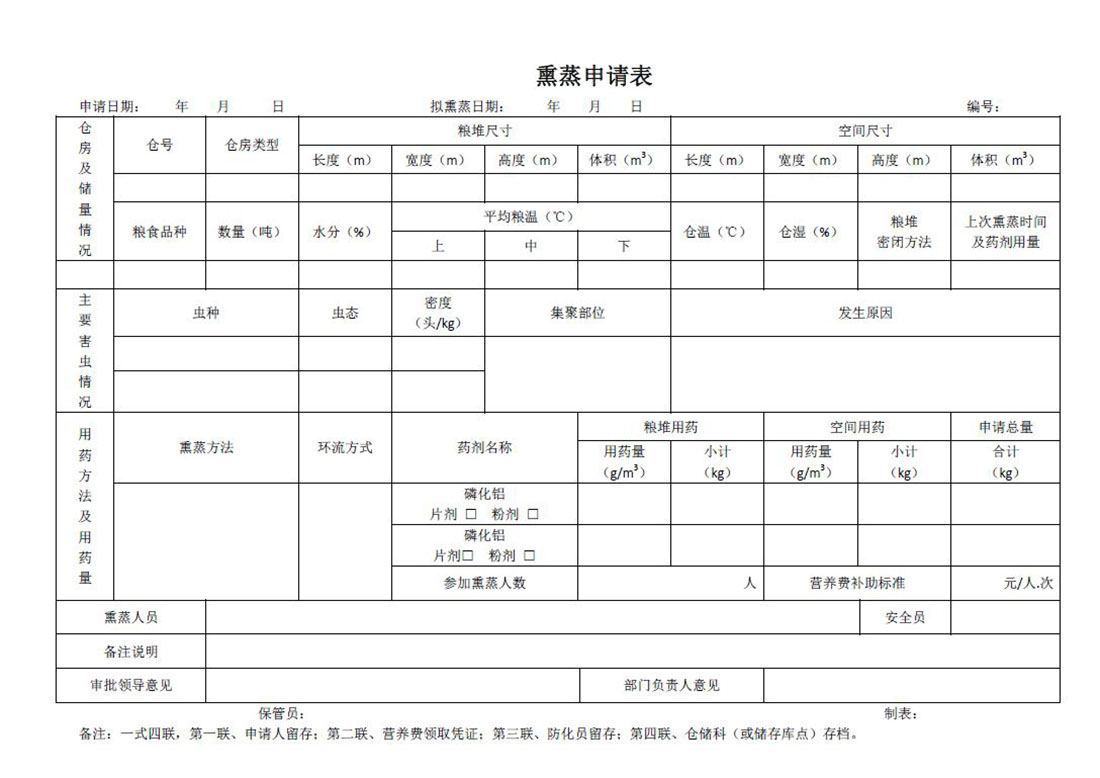 熏蒸申请表
申请日期： 年 月 日 拟熏蒸日期： 年 月 日 编号：
仓房及储量情况
仓号 仓房类型 粮堆尺寸 空间尺寸
长度（m） 宽度（m） 高度（m） 体积（m³） 长度（m） 宽度（m） 高度（m） 体积（m³）
粮食品种 数量（吨） 水分（%） 平均粮温（℃） 仓温（℃） 仓湿（%） 粮堆 上次熏蒸时间
上 中 下 密闭方法 及药剂用量
主要害虫情况
虫种 虫态 密度 集聚部位 发生原因
（头/kg）
用药方法及用药量
熏蒸方法 环流方式 药剂名称 粮堆用药 空间用药 申请总量
用药量 小计 用药量 小计 合计
（g/m³） （kg） （g/m³） （kg） （kg）
磷化铝
片剂 □ 粉剂 □
磷化铝
片剂□ 粉剂 □
参加熏蒸人数 人 营养费补助标准 元/人.次
熏蒸人员 安全员
备注说明
审批领导意见 部门负责人意见
保管员： 制表：
备注：一式四联，第一联、申请人留存；第二联、营养费领取凭证；第三联、防化员留存；第四联、仓储科（或储存库点）存档。